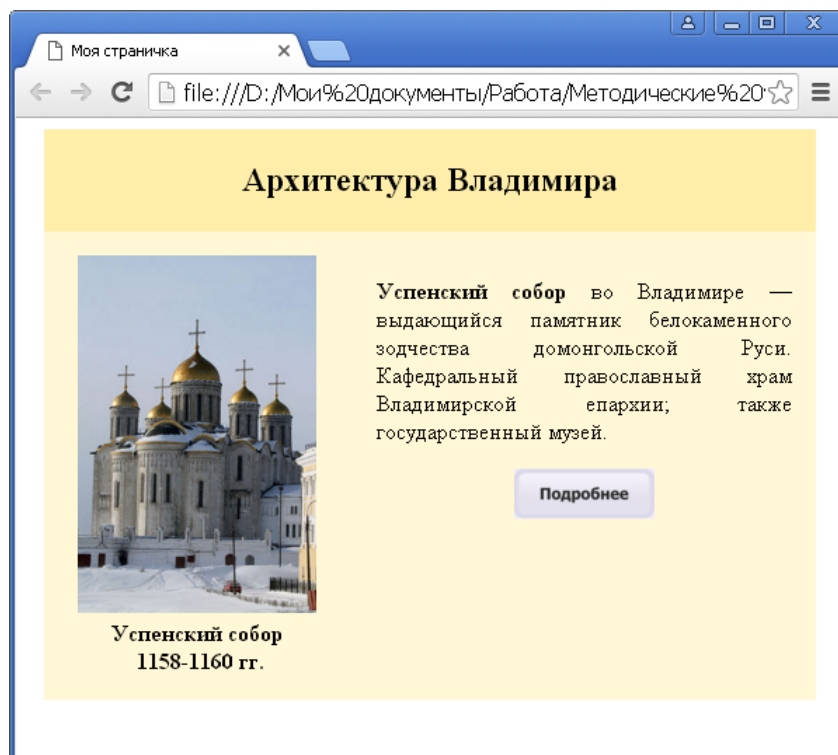 Моя страничка
file:///D:/Мои%20документы/Работа/Методические%20
Архитектура Владимира
Успенский собор во Владимире —
выдающийся памятник белокаменного
зодчества домонгольской Руси.
Кафедральный православный храм
Владимирской епархии; также
государственный музей.
Подробнее
Успенский собор
1158-1160 гг.